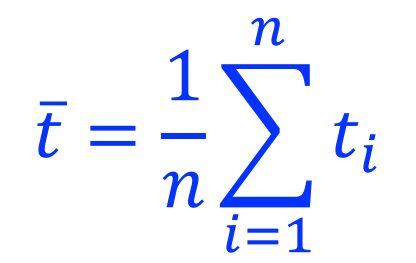 t̄ = 1/n ∑_{i=1}^{n} t_i